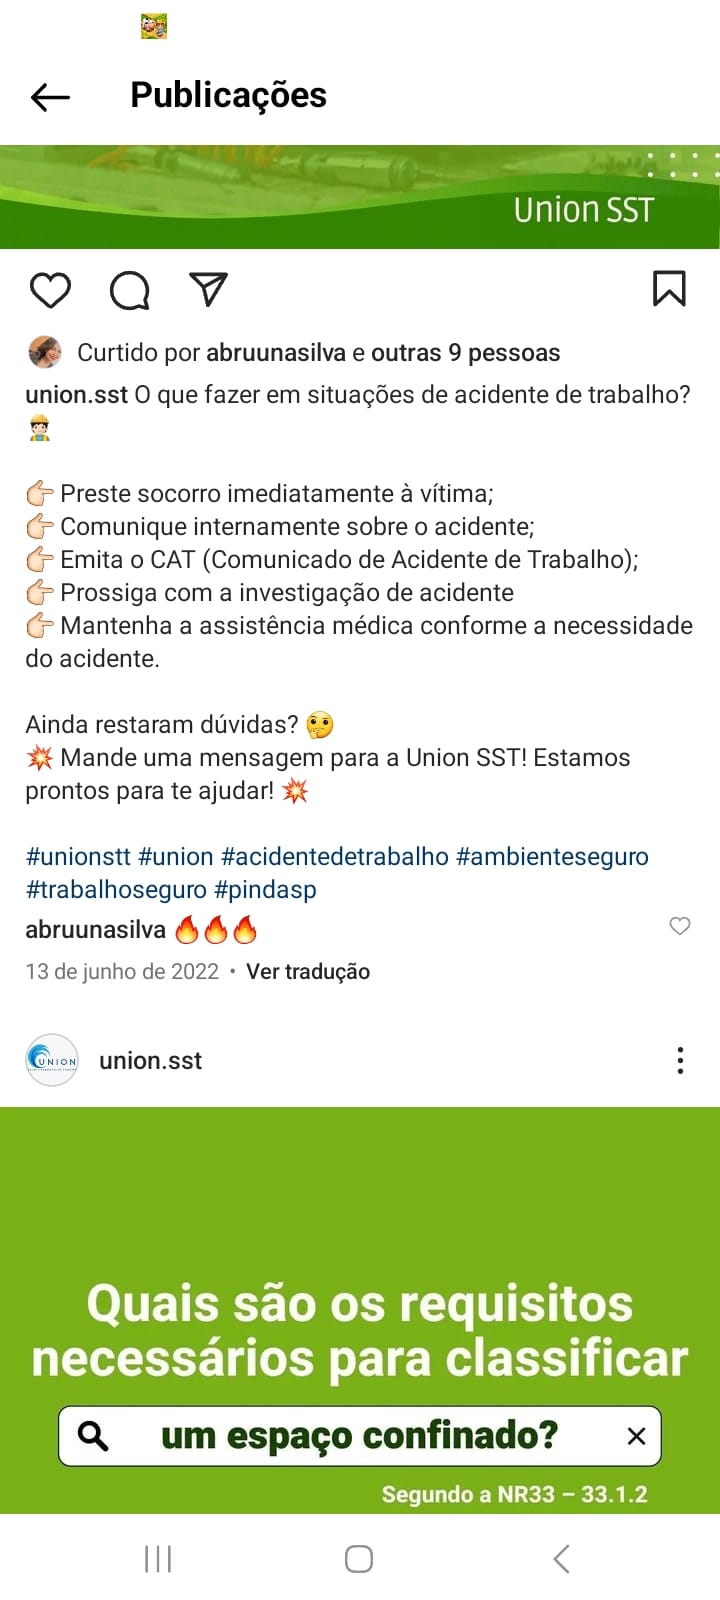 Publicações
Union SST
Curtido por abruunasilva e outras 9 pessoas
union.sst O que fazer em situações de acidente de trabalho?
👷🏻
👉🏻 Preste socorro imediatamente à vítima;
👉🏻 Comunique internamente sobre o acidente;
👉🏻 Emita o CAT (Comunicado de Acidente de Trabalho);
👉🏻 Prossiga com a investigação de acidente
👉🏻 Mantenha a assistência médica conforme a necessidade
do acidente.
Ainda restaram dúvidas? 🤔
💥 Mande uma mensagem para a Union SST! Estamos
prontos para te ajudar! 💥
#unionstt #union #acidentedetrabalho #ambienteseguro
#trabalhoseguro #pindasp
abruunasilva 🔥🔥🔥
13 de junho de 2022 • Ver tradução
UNION
union.sst
Quais são os requisitos
necessários para classificar
um espaço confinado?
Segundo a NR33 – 33.1.2